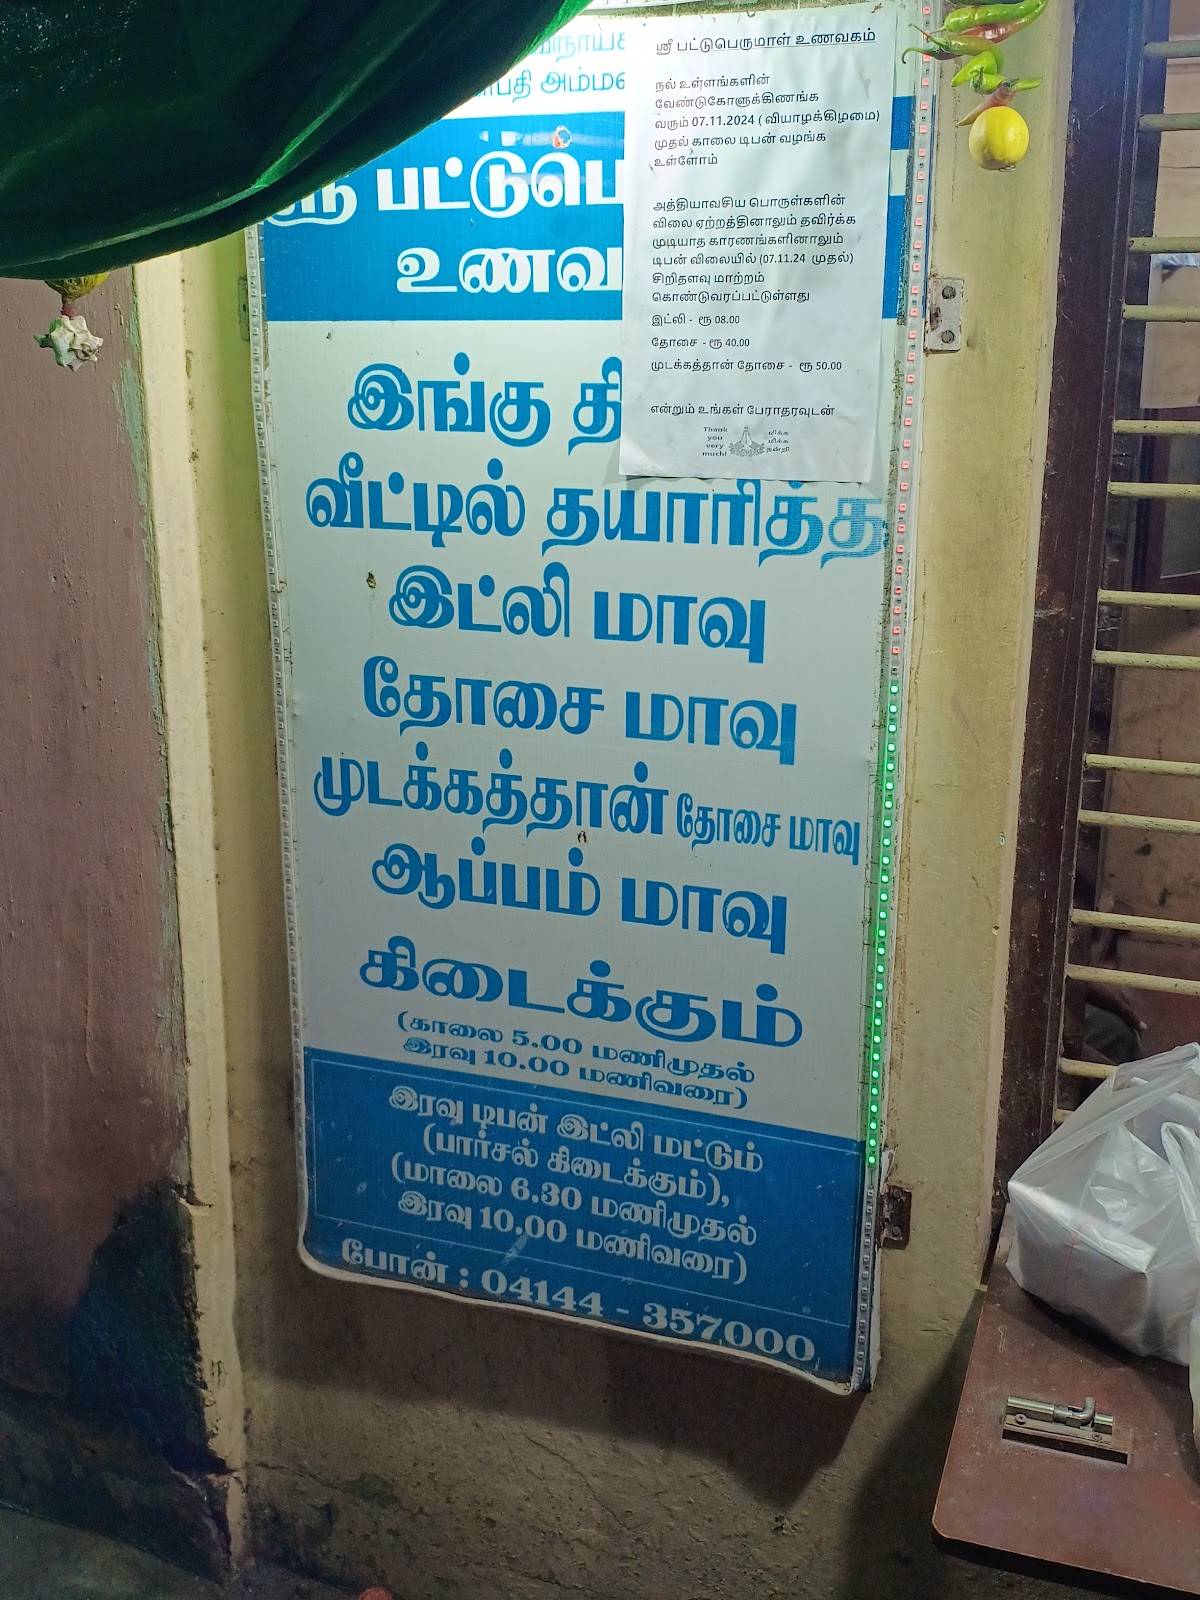 அம்மன்
ஸ்ரீ பட்டுபெ
உணவ
இங்கு தி
வீட்டில் தயாரித்த
இட்லி மாவு
தோசை மாவு
முடக்கத்தான் தோசை மாவு
ஆப்பம் மாவு
கிடைக்கும்
(காலை 5.00 மணிமுதல்
இரவு 10.00 மணிவரை)
இரவு டிபன் இட்லி மட்டும்
(பார்சல் கிடைக்கும்),
(மாலை 6.30 மணிமுதல்
இரவு 10.00 மணிவரை)
போன் : 04144 - 357000
ஸ்ரீ பட்டுபெருமாள் உணவகம்
நல் உள்ளங்களின்
வேண்டுகோளுக்கிணங்க
வரும் 07.11.2024 ( வியாழக்கிழமை)
முதல் காலை டிபன் வழங்க
உள்ளோம்
அத்தியாவசிய பொருள்களின்
விலை ஏற்றத்தினாலும் தவிர்க்க
முடியாத காரணங்களினாலும்
டிபன் விலையில் (07.11.24 முதல்)
சிறிதளவு மாற்றம்
கொண்டுவரப்பட்டுள்ளது
இட்லி - ரூ 08.00
தோசை - ரூ 40.00
முடக்கத்தான் தோசை - ரூ 50.00
என்றும் உங்கள் பேராதரவுடன்
Thank
you
very
much!
மிக்க
மிக்க
நன்றி